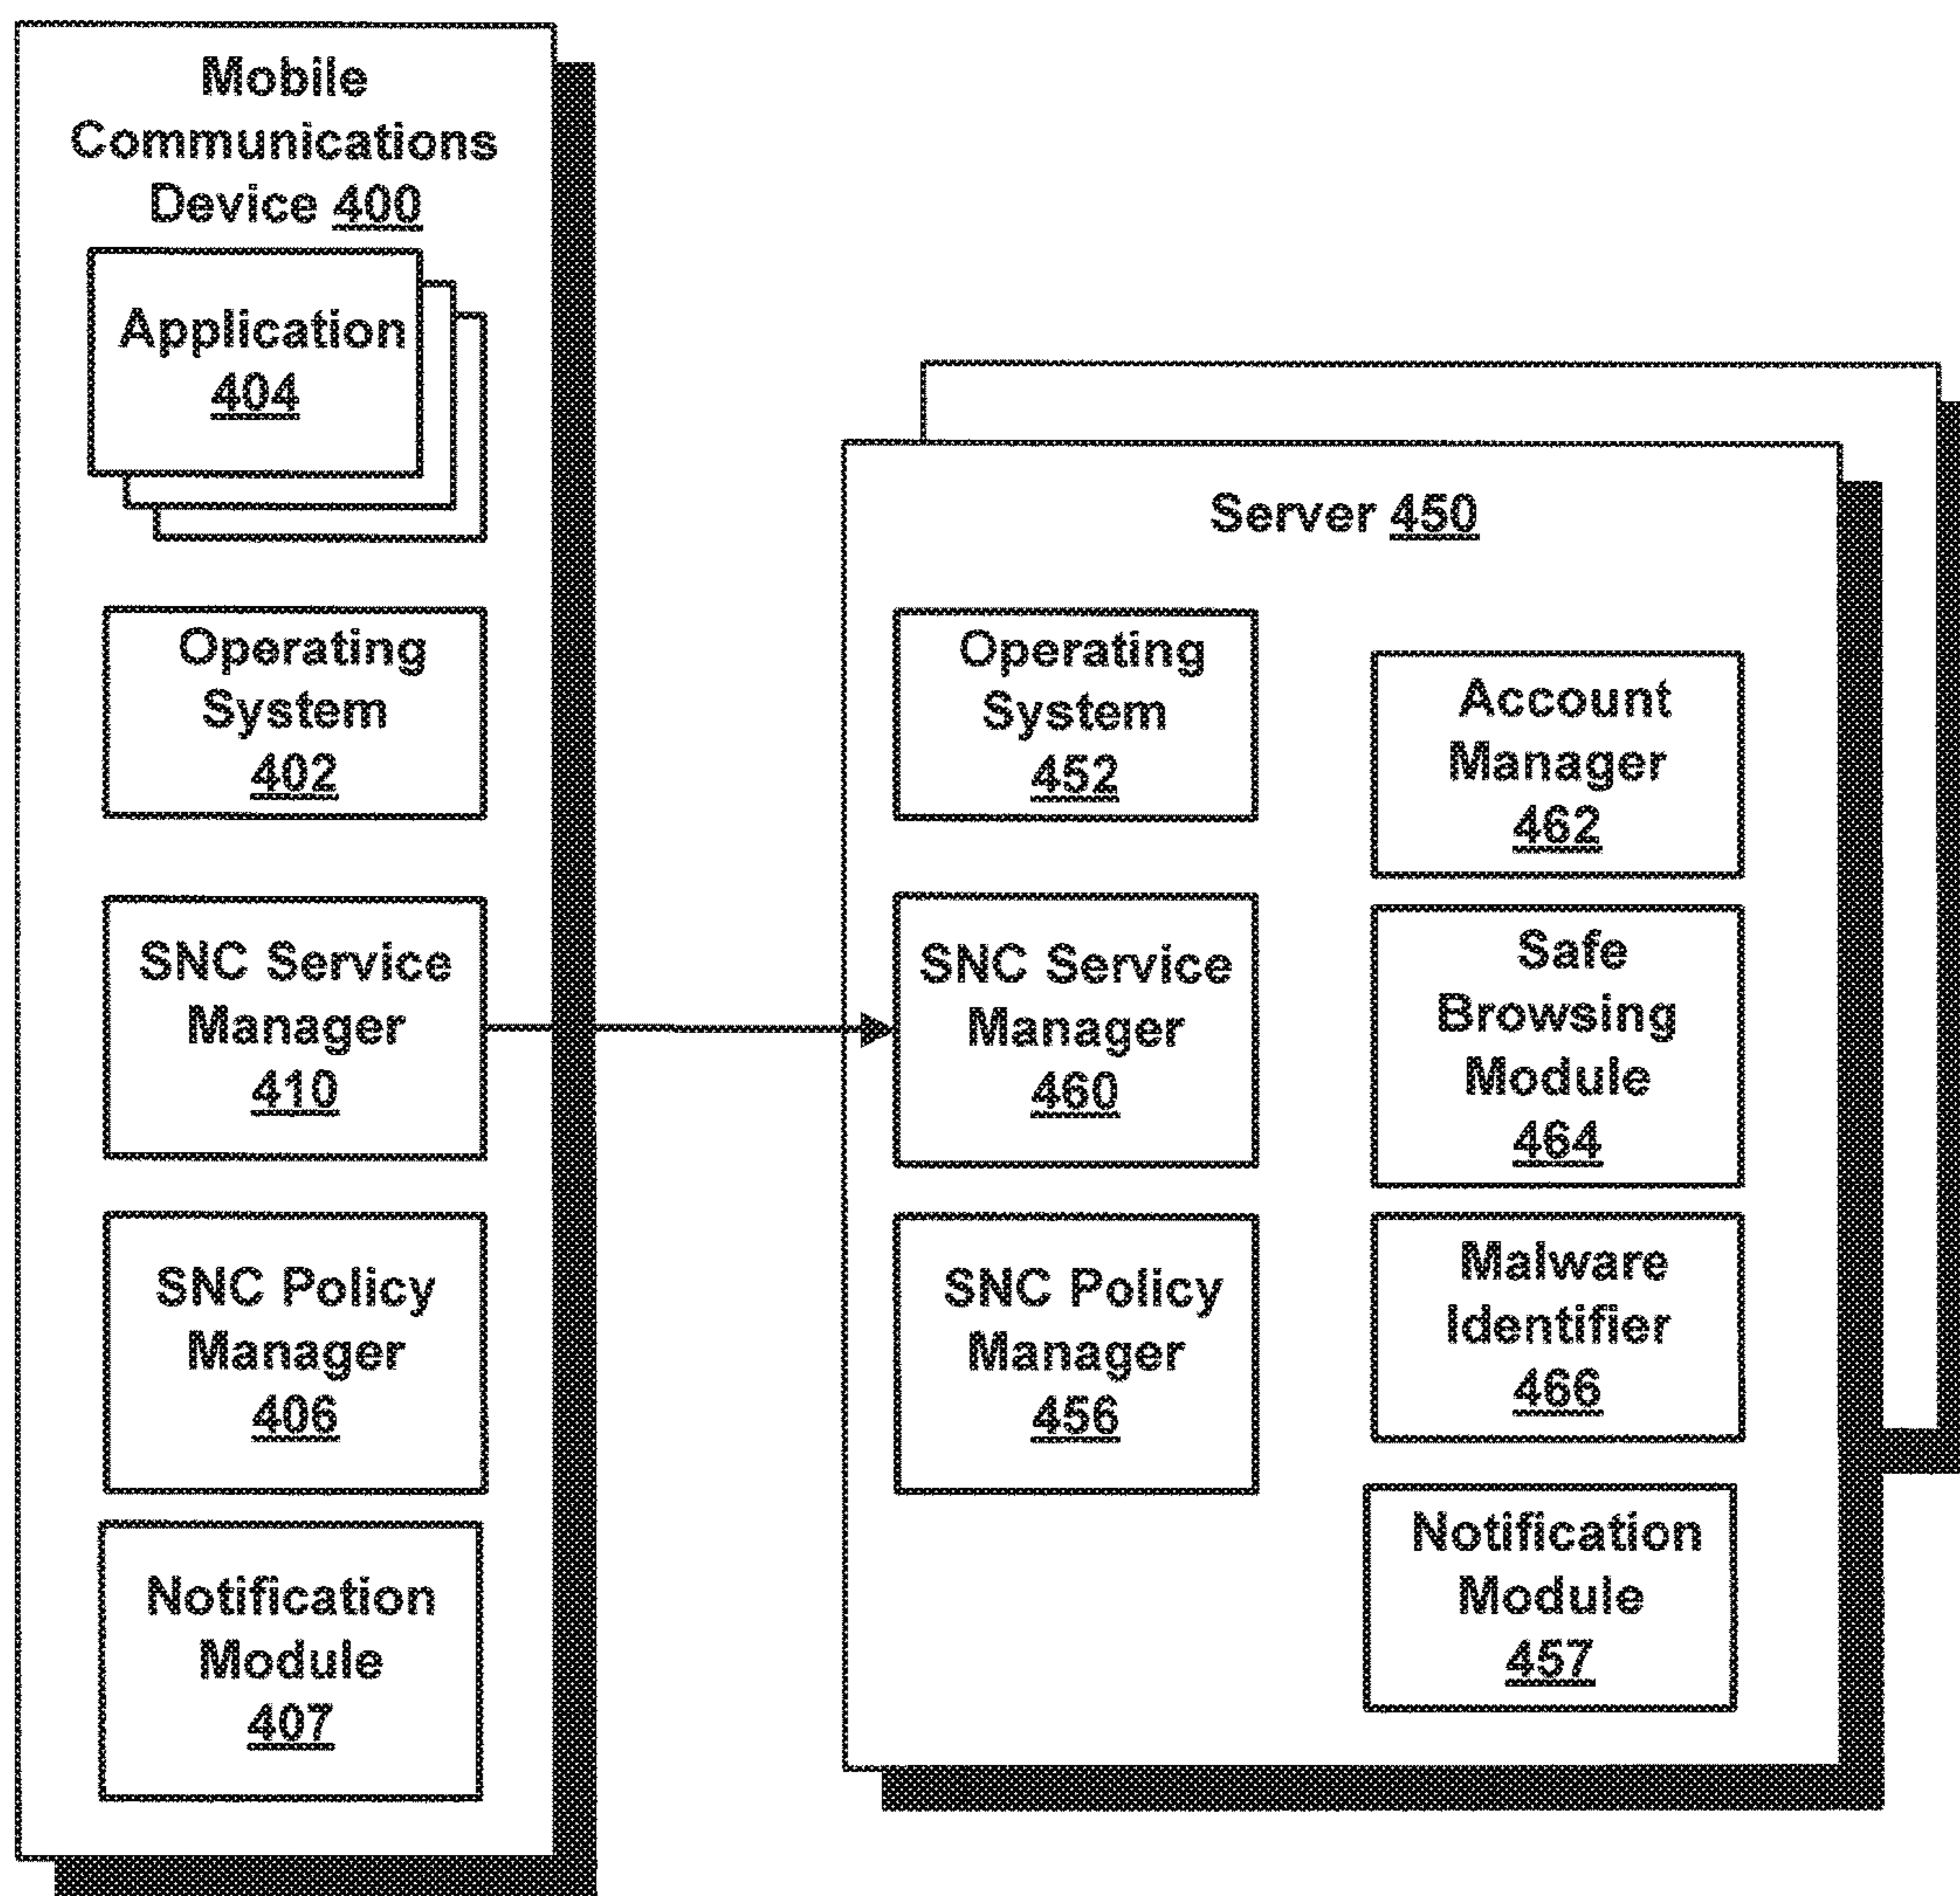 Mobile
Communications
Device 400
Application
404
Operating
System
402
SNC Service
Manager
410
SNC Policy
Manager
406
Notification
Module
407
Server 450
Operating
System
452
SNC Service
Manager
460
SNC Policy
Manager
456
Account
Manager
462
Safe
Browsing
Module
464
Malware
Identifier
466
Notification
Module
457